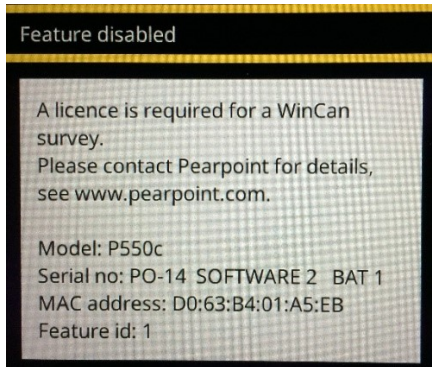 Feature disabled
A licence is required for a WinCan
survey.
Please contact Pearpoint for details,
see www.pearpoint.com.
Model: P550c
Serial no: PO-14 SOFTWARE 2 BAT 1
MAC address: D0:63:B4:01:A5:EB
Feature id: 1